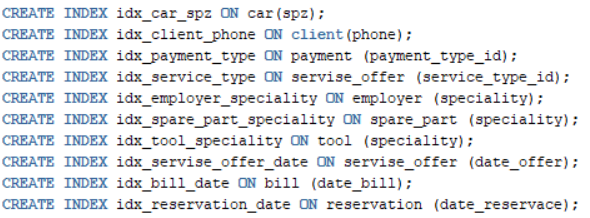 CREATE INDEX idx_car_spz ON car(spz);
CREATE INDEX idx_client_phone ON client(phone);
CREATE INDEX idx_payment_type ON payment (payment_type_id);
CREATE INDEX idx_service_type ON servise_offer (service_type_id);
CREATE INDEX idx_employer_speciality ON employer (speciality);
CREATE INDEX idx_spare_part_speciality ON spare_part (speciality);
CREATE INDEX idx_tool_speciality ON tool (speciality);
CREATE INDEX idx_servise_offer_date ON servise_offer (date_offer);
CREATE INDEX idx_bill_date ON bill (date_bill);
CREATE INDEX idx_reservation_date ON reservation (date_reservace);